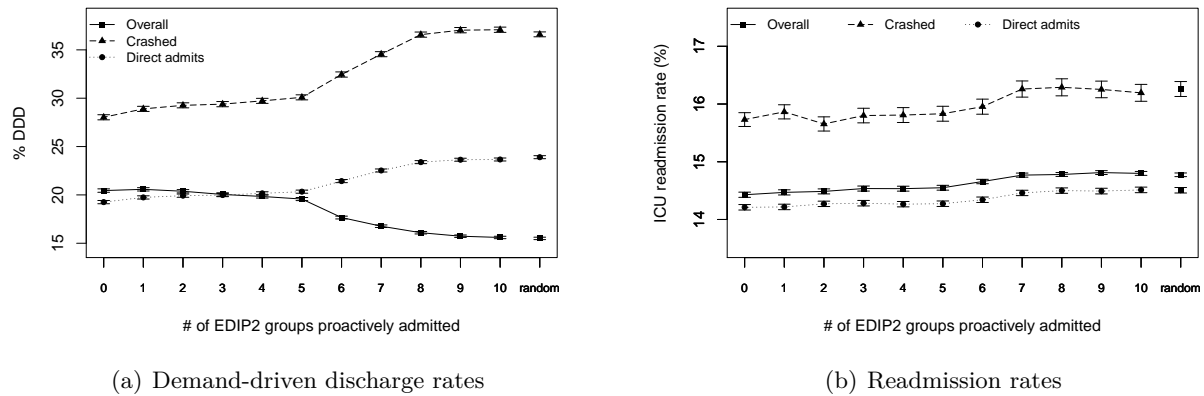 Overall
Crashed
Direct admits
% DDD
35
30
25
20
15
0 1 2 3 4 5 6 7 8 9 10 random
# of EDIP2 groups proactively admitted
(a) Demand-driven discharge rates
Overall Crashed Direct admits
ICU readmission rate (%)
17
16
15
14
0 1 2 3 4 5 6 7 8 9 10 random
# of EDIP2 groups proactively admitted
(b) Readmission rates